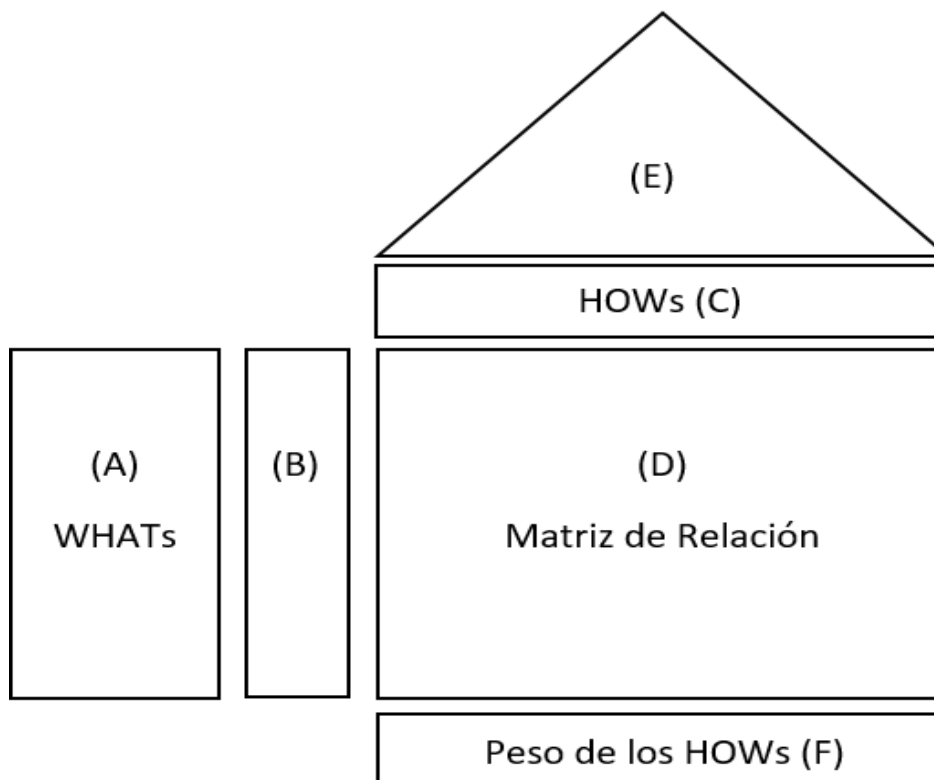 (E)
HOWs (C)
(A)
WHATs
(B)
(D)
Matriz de Relación
Peso de los HOWs (F)